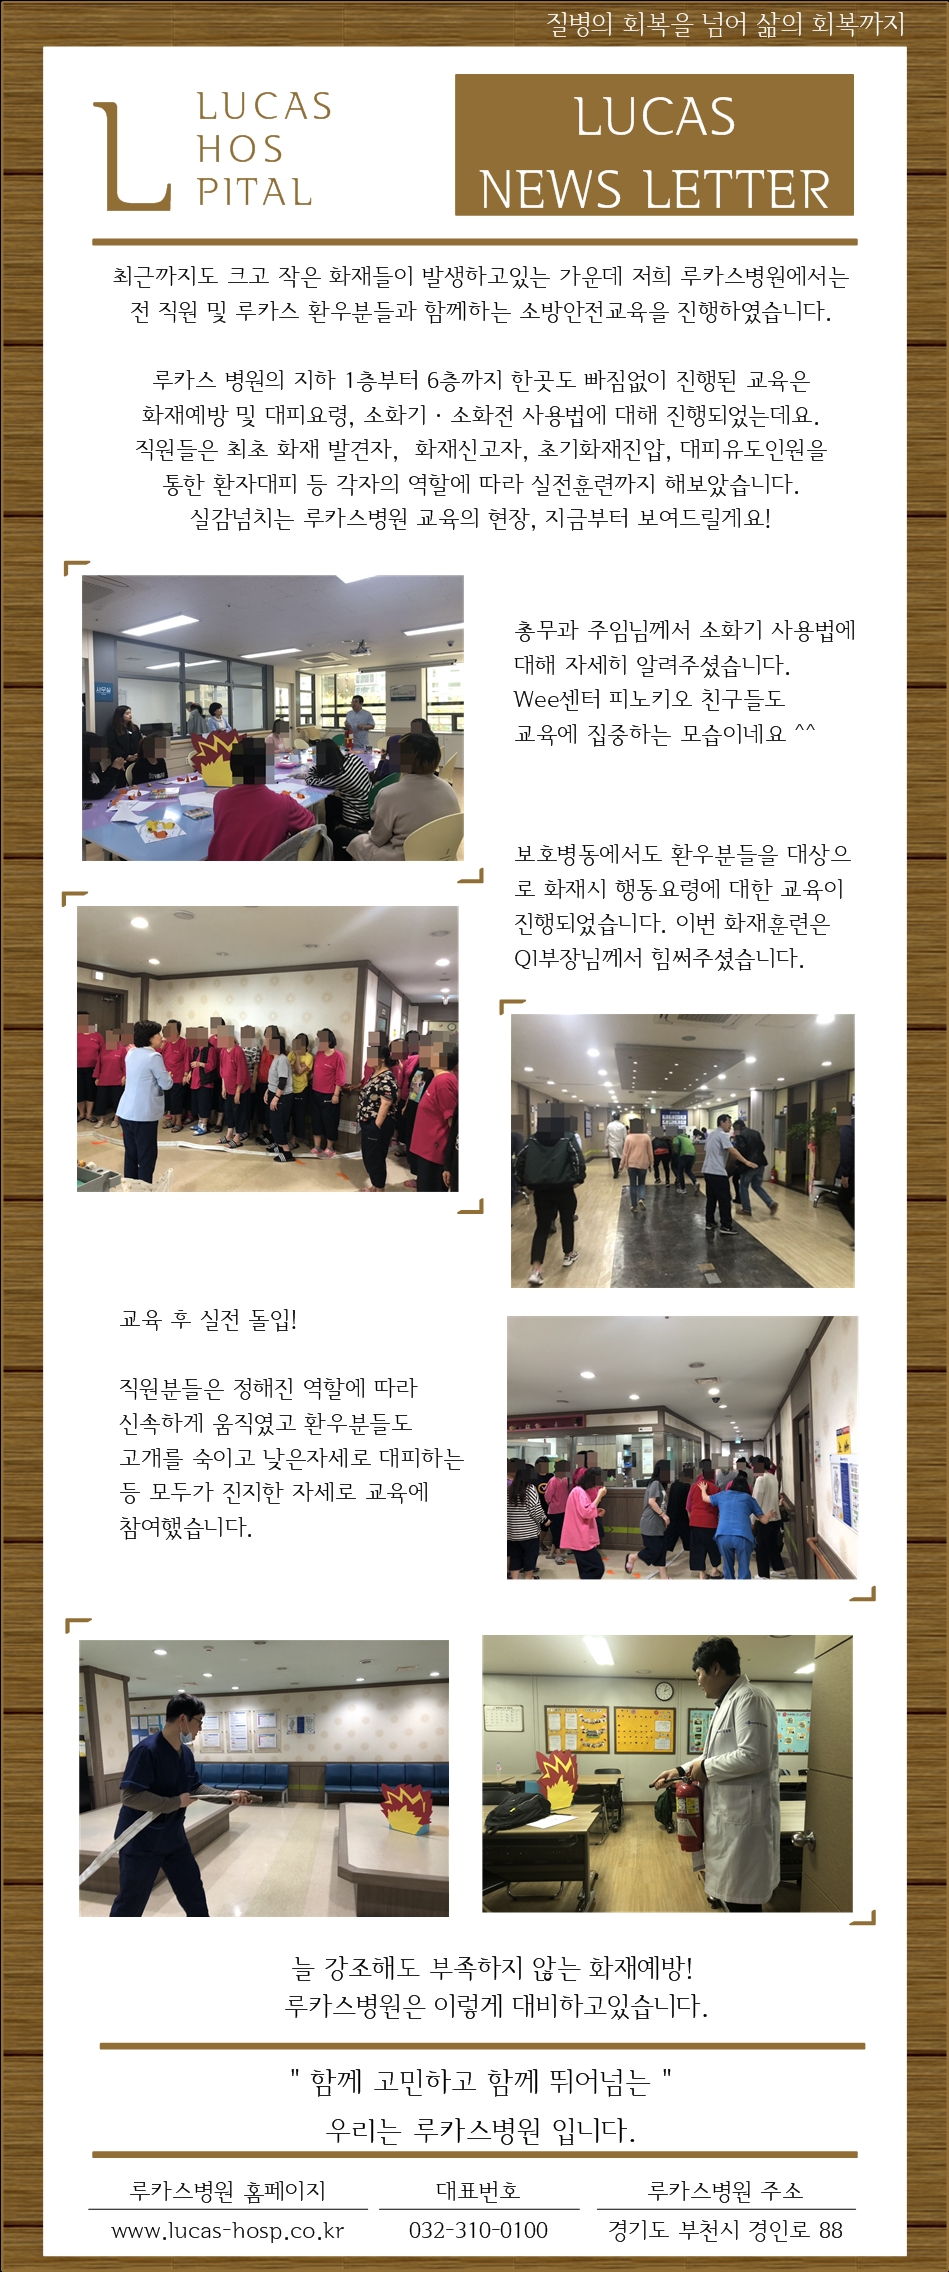 질병의 회복을 넘어 삶의 회복까지
L
LUCAS
HOS
PITAL
LUCAS
NEWS LETTER
최근까지도 크고 작은 화재들이 발생하고있는 가운데 저희 루카스병원에서는
전 직원 및 루카스 환우분들과 함께하는 소방안전교육을 진행하였습니다.
루카스 병원의 지하 1층부터 6층까지 한곳도 빠짐없이 진행된 교육은
화재예방 및 대피요령, 소화기 · 소화전 사용법에 대해 진행되었는데요.
직원들은 최초 화재 발견자, 화재신고자, 초기화재진압, 대피유도인원을
통한 환자대피 등 각자의 역할에 따라 실전훈련까지 해보았습니다.
실감넘치는 루카스병원 교육의 현장, 지금부터 보여드릴게요!
총무과 주임님께서 소화기 사용법에
대해 자세히 알려주셨습니다.
Wee센터 피노키오 친구들도
교육에 집중하는 모습이네요 ^^
보호병동에서도 환우분들을 대상으
로 화재시 행동요령에 대한 교육이
진행되었습니다. 이번 화재훈련은
QI부장님께서 힘써주셨습니다.
교육 후 실전 돌입!
직원분들은 정해진 역할에 따라
신속하게 움직였고 환우분들도
고개를 숙이고 낮은자세로 대피하는
등 모두가 진지한 자세로 교육에
참여했습니다.
늘 강조해도 부족하지 않는 화재예방!
루카스병원은 이렇게 대비하고있습니다.
" 함께 고민하고 함께 뛰어넘는 "
우리는 루카스병원 입니다.
루카스병원 홈페이지 대표번호 루카스병원 주소
www.lucas-hosp.co.kr 032-310-0100 경기도 부천시 경인로 88